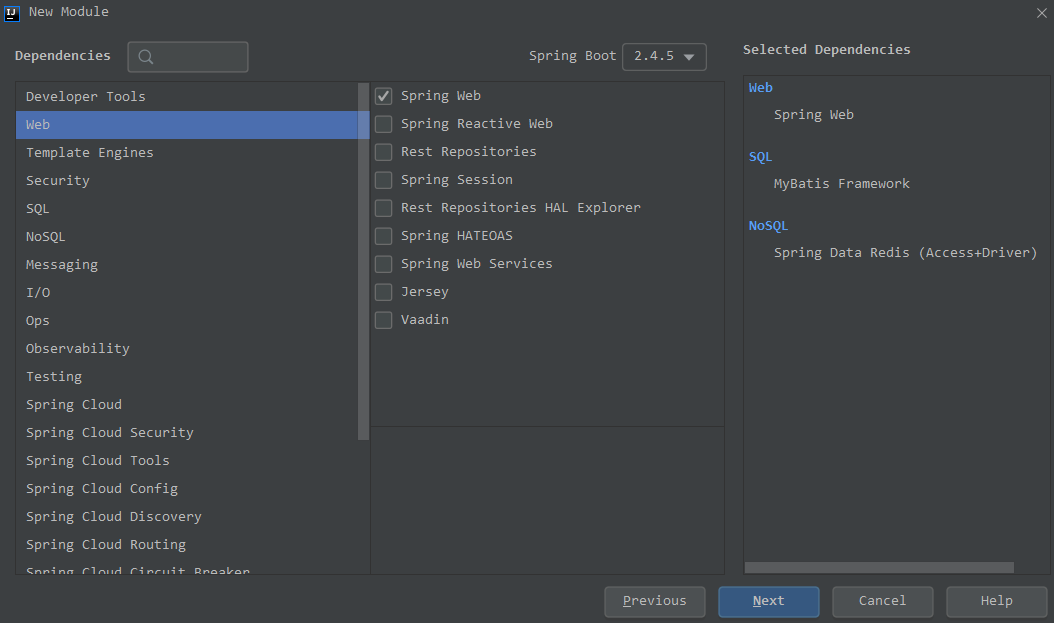 New Module
Dependencies
Spring Boot 2.4.5
Developer Tools
Web
Template Engines
Security
SQL
NoSQL
Messaging
I/O
Ops
Observability
Testing
Spring Cloud
Spring Cloud Security
Spring Cloud Tools
Spring Cloud Config
Spring Cloud Discovery
Spring Cloud Routing
Spring Cloud Circuit Breaker
Spring Web
Spring Reactive Web
Rest Repositories
Spring Session
Rest Repositories HAL Explorer
Spring HATEOAS
Spring Web Services
Jersey
Vaadin
Selected Dependencies
Web
Spring Web
SQL
MyBatis Framework
NoSQL
Spring Data Redis (Access+Driver)
Previous
Next
Cancel
Help